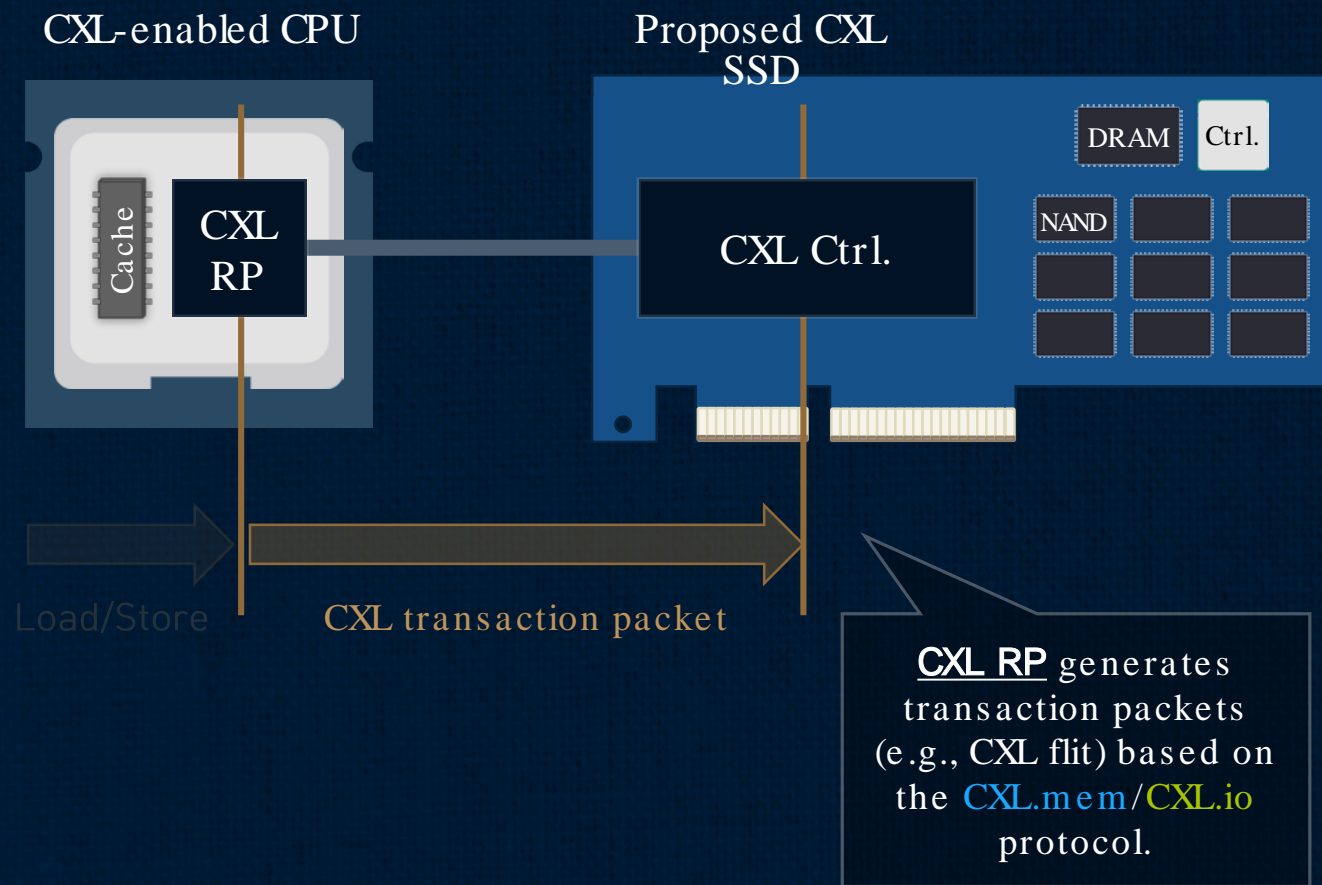 CXL-enabled CPU
Proposed CXL
SSD
DRAM
Ctrl.
Cache
CXL
RP
CXL Ctrl.
NAND
Load/Store
CXL transaction packet
CXL RP generates
transaction packets
(e.g., CXL flit) based on
the CXL.mem/CXL.io
protocol.